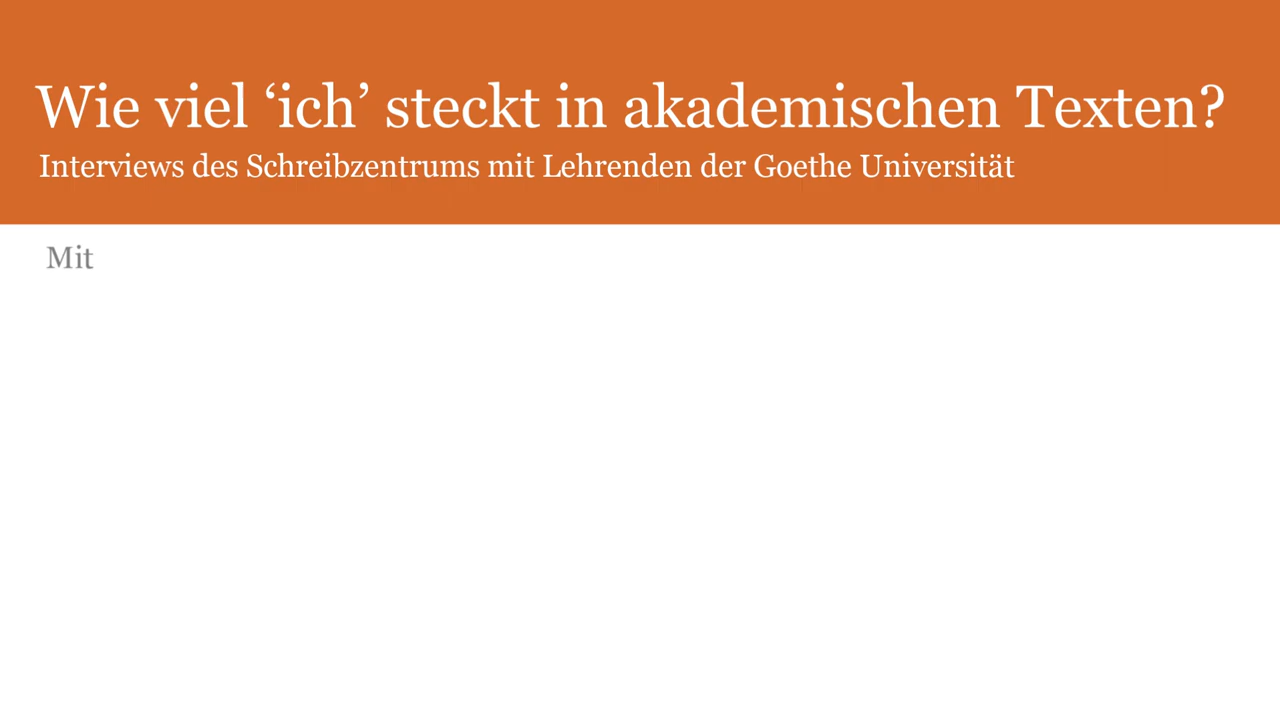 Wie viel ‘ich’ steckt in akademischen Texten?
Interviews des Schreibzentrums mit Lehrenden der Goethe Universität
Mit